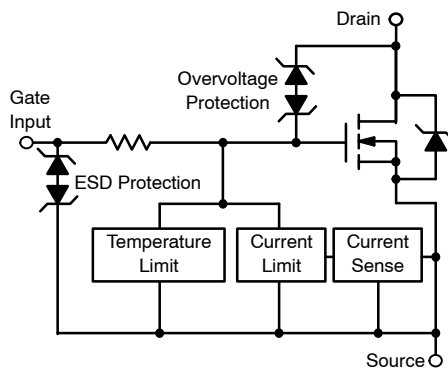 Drain
Overvoltage
Protection
Gate
Input
ESD Protection
Temperature
Limit
Current
Limit
Current
Sense
Source